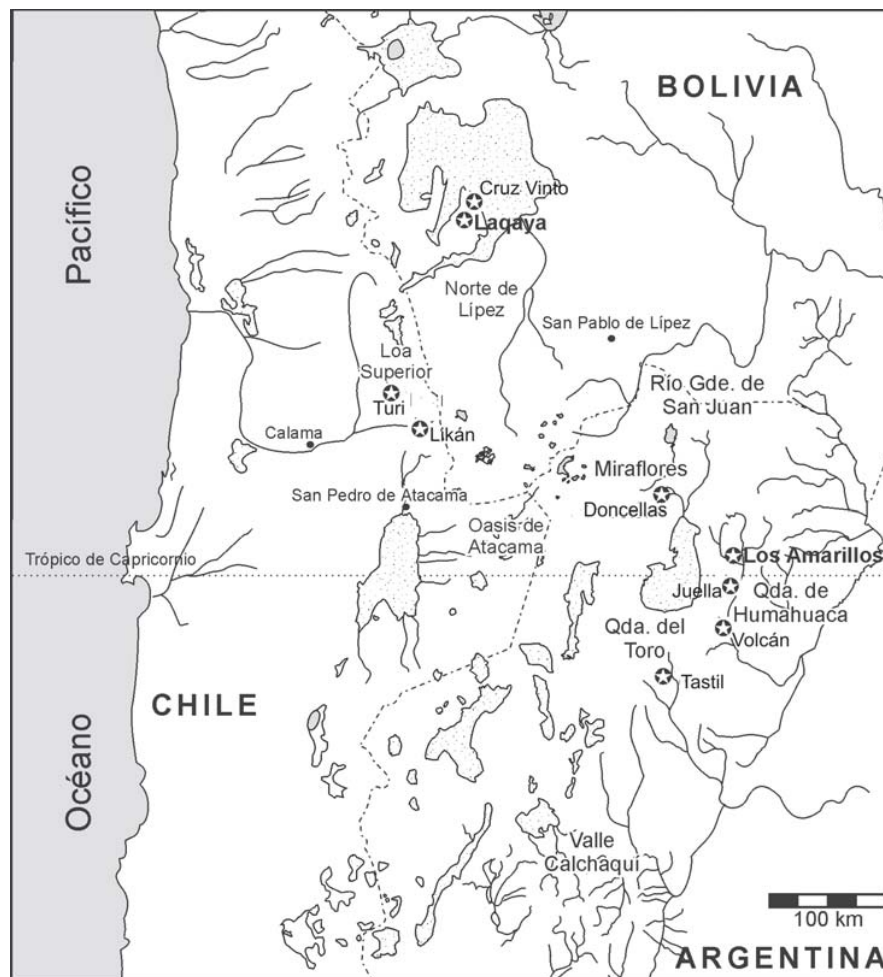 BOLIVIA
Pacífico
Cruz Vinto
Laqaya
Norte de
Lípez
San Pablo de Lípez
Loa
Superior
Turi
Río Gde. de
San Juan
Calama
Likán
Miraflores
San Pedro de Atacama
Doncellas
Oasis de
Atacama
Trópico de Capricornio
Los Amarillos
Juella
Qda. de
Humahuaca
Qda. del
Toro
Volcán
Tastil
CHILE
Océano
Valle
Calchaquí
100 km
ARGENTINA